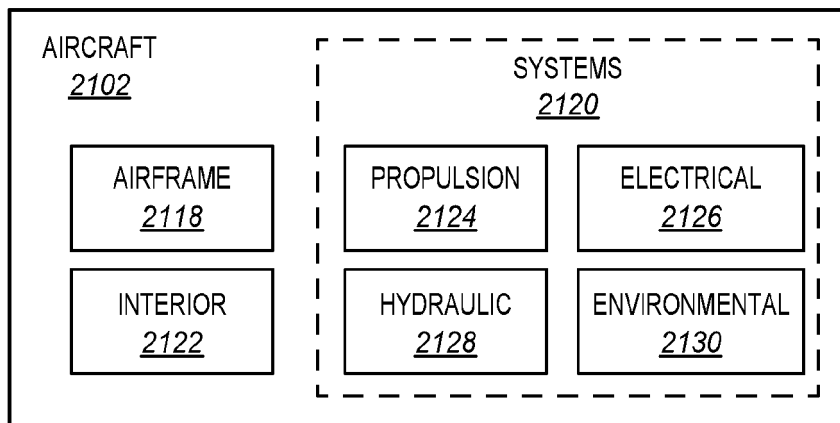 AIRCRAFT
2102
SYSTEMS
2120
AIRFRAME
2118
PROPULSION
2124
ELECTRICAL
2126
INTERIOR
2122
HYDRAULIC
2128
ENVIRONMENTAL
2130